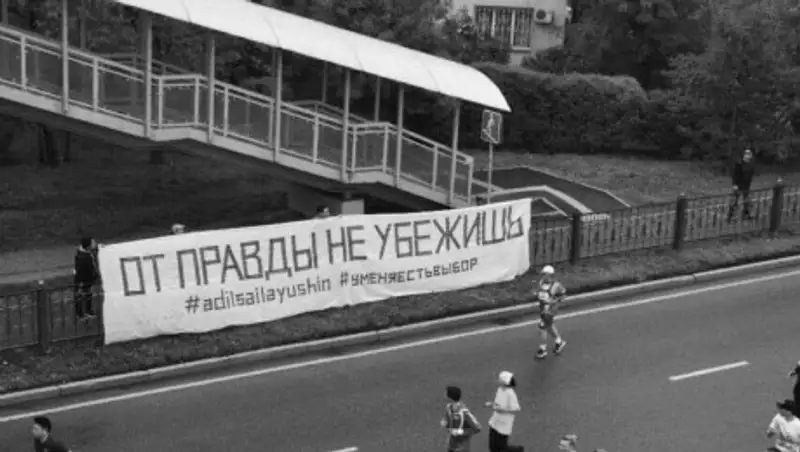 ОТ ПРАВДЫ НЕ УБЕЖИШЬ
#adilsailayushin #УМЕНЯЕСТЬВЫБОР